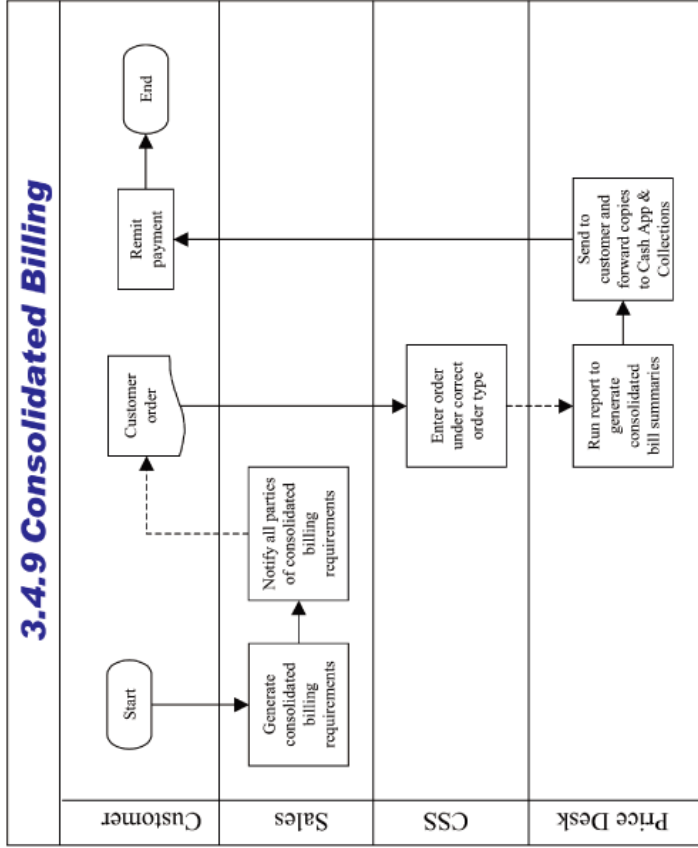 3.4.9 Consolidated Billing
Customer
Start
Customer
order
Remit
payment
End
Sales
Generate
consolidated
billing
requirements
Notify all parties
of consolidated
billing
requirements
CSS
Enter order
under correct
order type
Price Desk
Run report to
generate
consolidated
bill summaries
Send to
customer and
forward copies
to Cash App &
Collections